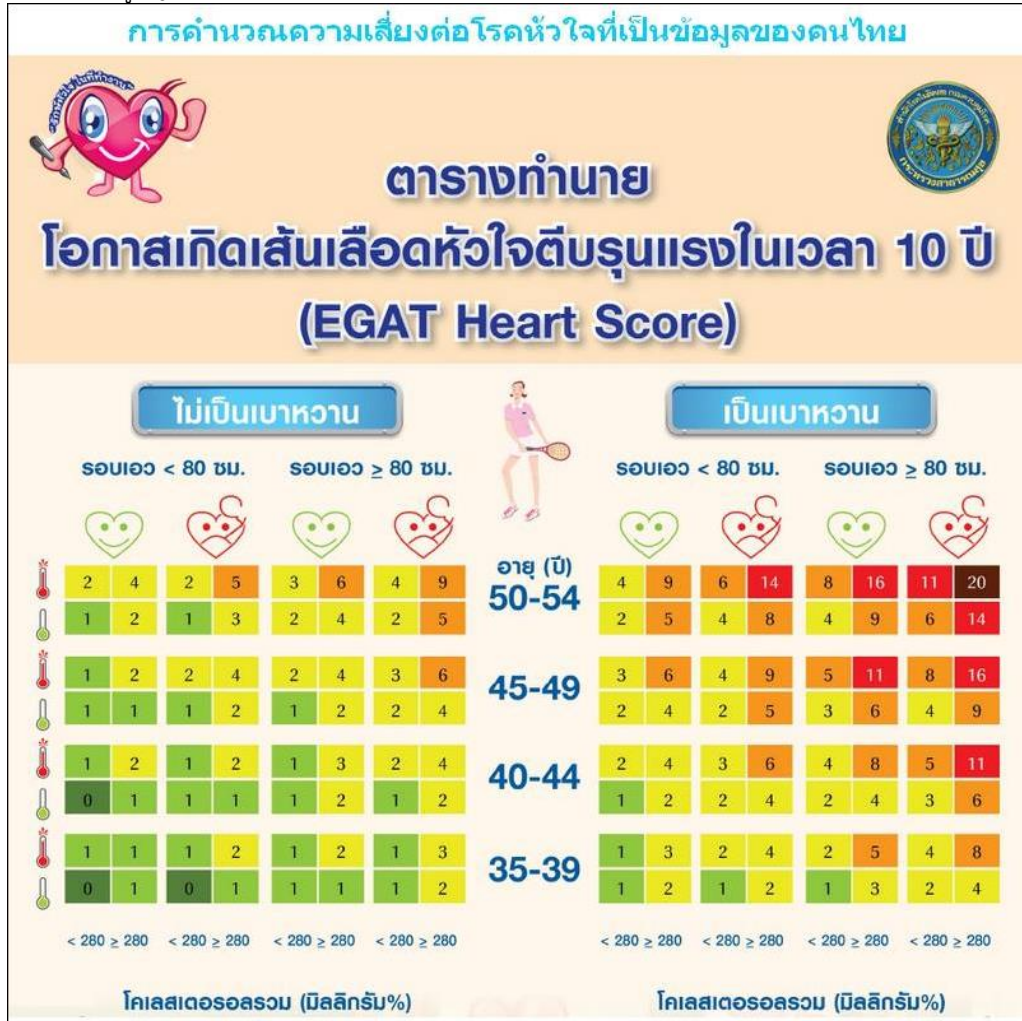 การคำนวณความเสี่ยงต่อโรคหัวใจที่เป็นข้อมูลของคนไทย
ตารางทำนาย
โอกาสเกิดเส้นเลือดหัวใจตีบรุนแรงในเวลา 10 ปี
(EGAT Heart Score)
ไม่เป็นเบาหวาน เป็นเบาหวาน
รอบเอว < 80 ซม. รอบเอว ≥ 80 ซม. รอบเอว < 80 ซม. รอบเอว ≥ 80 ซม.
อายุ (ปี)
2 4 2 5 3 6 4 9 50-54 4 9 6 14 8 16 11 20
1 2 1 3 2 4 2 5 2 5 4 8 4 9 6 14
1 2 2 4 2 4 3 6 45-49 3 6 4 9 5 11 8 16
1 1 1 2 1 2 2 4 2 4 2 5 3 6 4 9
1 2 1 2 1 3 2 4 40-44 2 4 3 6 4 8 5 11
0 1 1 1 1 2 1 2 1 2 2 4 2 4 3 6
1 1 1 2 1 2 1 3 35-39 1 3 2 4 2 5 4 8
0 1 0 1 1 1 1 2 1 2 1 2 1 3 2 4
< 280 ≥ 280 < 280 ≥ 280 < 280 ≥ 280 < 280 ≥ 280 < 280 ≥ 280 < 280 ≥ 280 < 280 ≥ 280 < 280 ≥ 280
โคเลสเตอรอลรวม (มิลลิกรัม%) โคเลสเตอรอลรวม (มิลลิกรัม%)